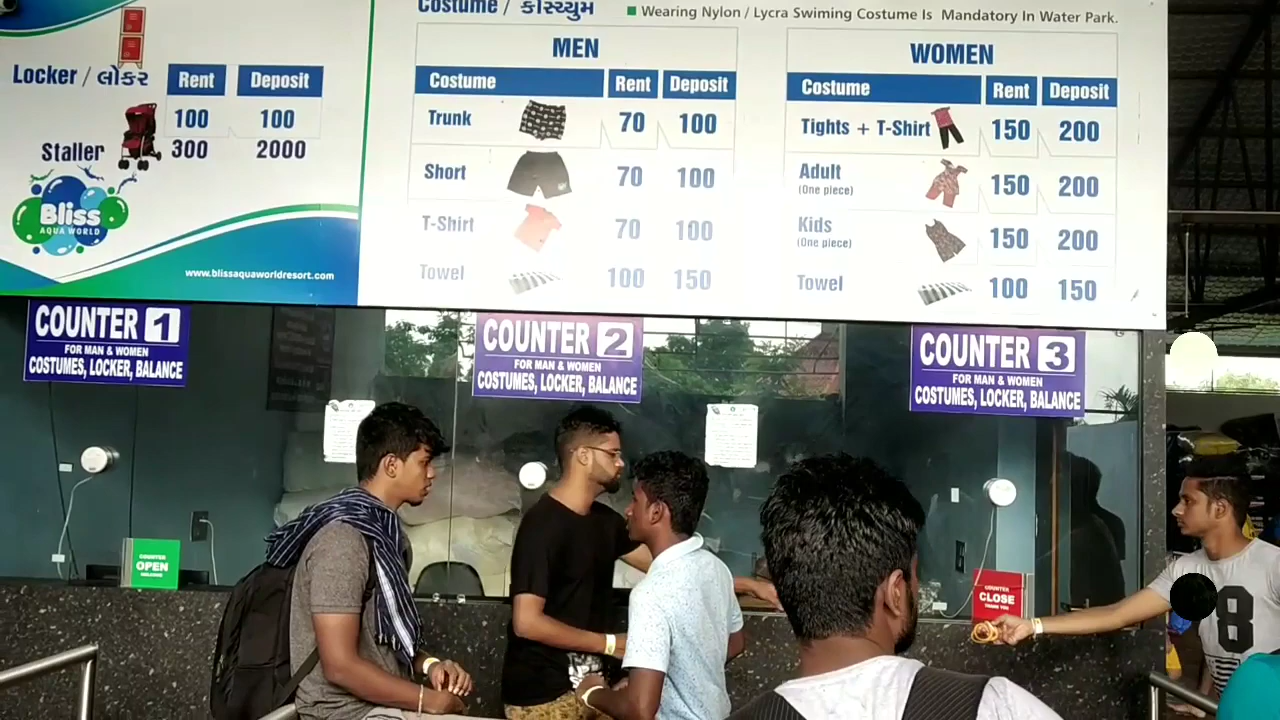 Costume / કોસ્ચ્યુમ
■ Wearing Nylon / Lycra Swiming Costume Is Mandatory In Water Park.
Locker / લોકર Rent Deposit
100 100
Staller 300 2000
Bliss
AQUA WORLD
www.blissaquaworldresort.com
MEN
Costume Rent Deposit
Trunk 70 100
Short 70 100
T-Shirt 70 100
Towel 100 150
WOMEN
Costume Rent Deposit
Tights + T-Shirt 150 200
Adult 150 200
(One piece)
Kids 150 200
(One piece)
Towel 100 150
COUNTER 1
FOR MAN & WOMEN
COSTUMES, LOCKER, BALANCE
COUNTER 2
FOR MAN & WOMEN
COSTUMES, LOCKER, BALANCE
COUNTER 3
FOR MAN & WOMEN
COSTUMES, LOCKER, BALANCE
COUNTER
OPEN
COUNTER
CLOSE
THANK YOU
8